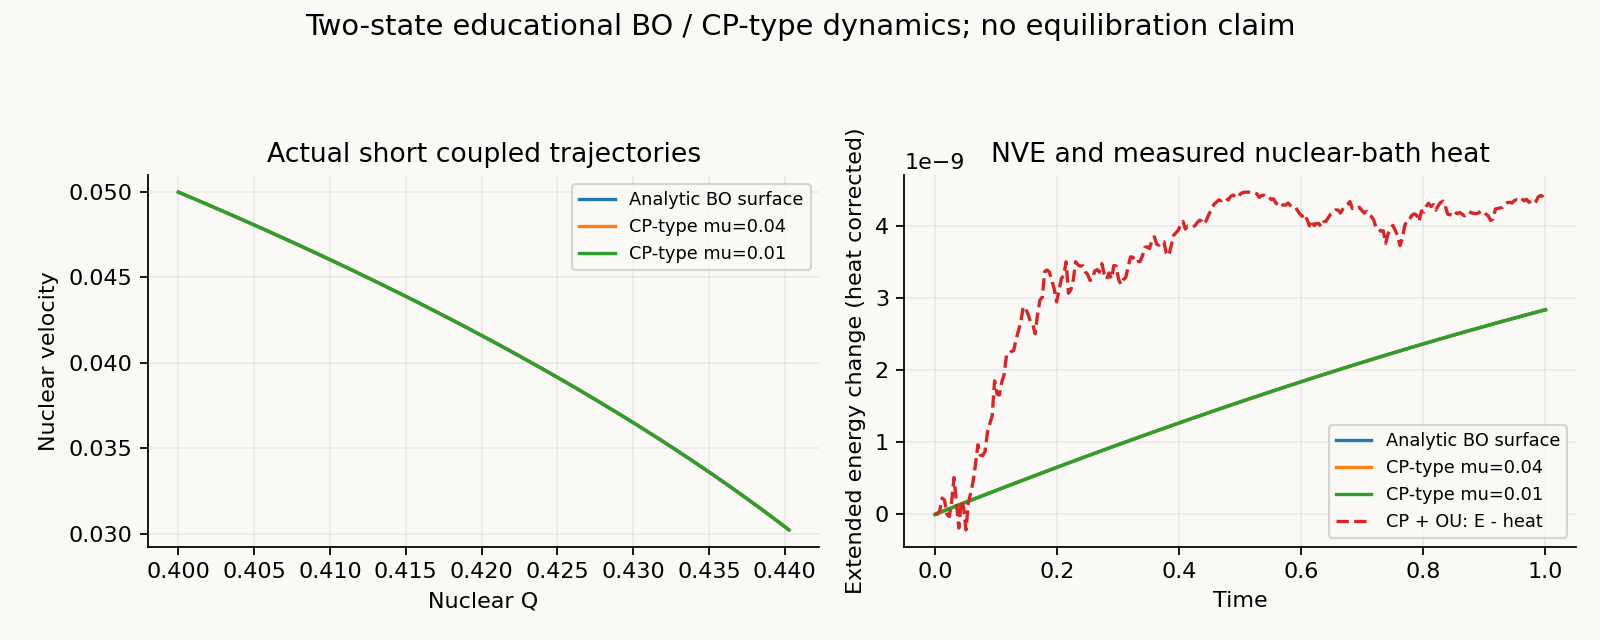 Two-state educational BO / CP-type dynamics; no equilibration claim
Actual short coupled trajectories
Nuclear velocity
0.050
0.045
0.040
0.035
0.030
Analytic BO surface
CP-type mu=0.04
CP-type mu=0.01
0.400 0.405 0.410 0.415 0.420 0.425 0.430 0.435 0.440
Nuclear Q
NVE and measured nuclear-bath heat
1e−9
Extended energy change (heat corrected)
4
3
2
1
0
Analytic BO surface
CP-type mu=0.04
CP-type mu=0.01
CP + OU: E - heat
0.0 0.2 0.4 0.6 0.8 1.0
Time